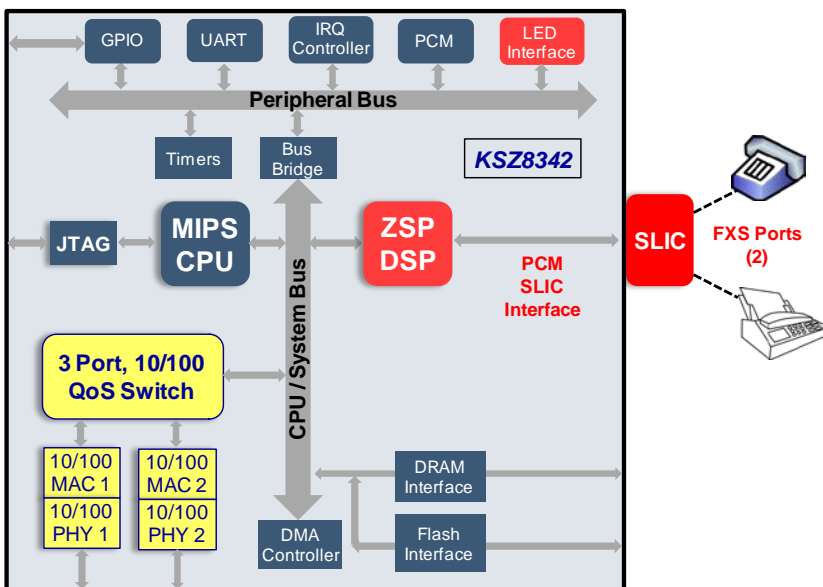 GPIO
UART
IRQ
Controller
PCM
LED
Interface
Peripheral Bus
Timers
Bus
Bridge
KSZ8342
JTAG
MIPS
CPU
ZSP
DSP
SLIC
FXS Ports
(2)
PCM
SLIC
Interface
CPU / System Bus
3 Port, 10/100
QoS Switch
10/100
MAC 1
10/100
PHY 1
10/100
MAC 2
10/100
PHY 2
DRAM
Interface
Flash
Interface
DMA
Controller